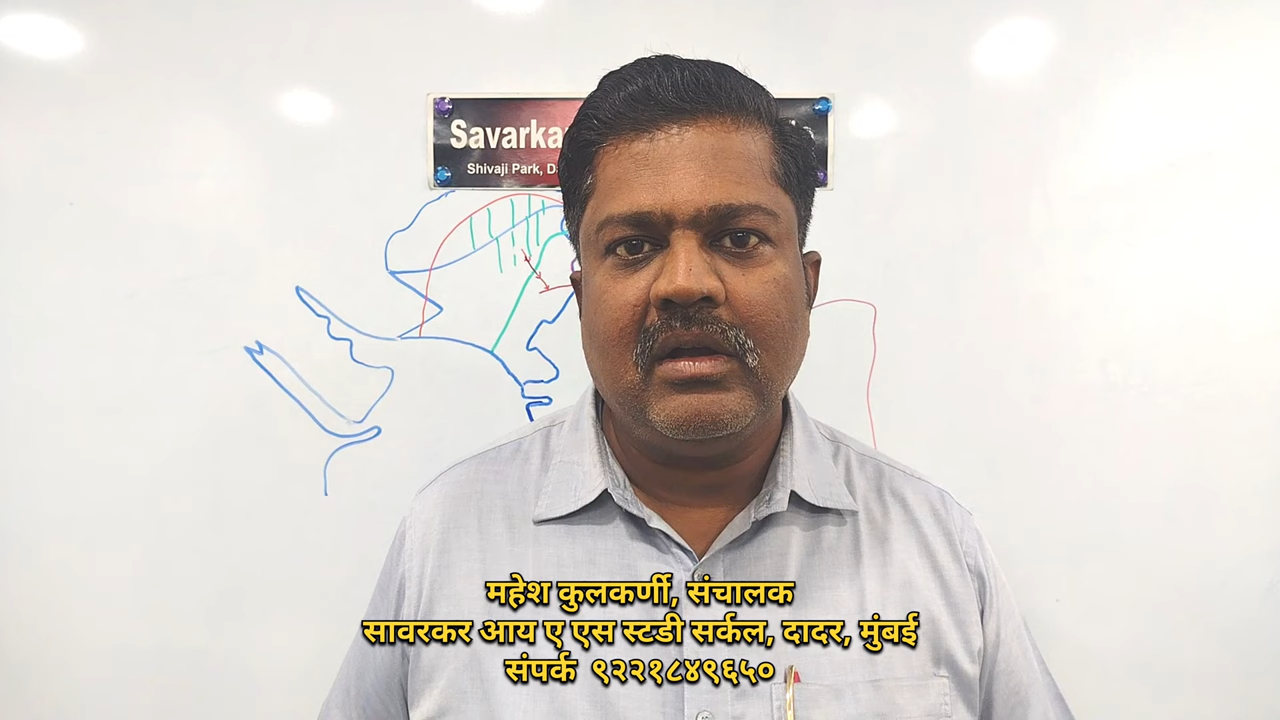 Savarka
Shivaji Park, D
महेश कुलकर्णी, संचालक
सावरकर आय ए एस स्टडी सर्कल, दादर, मुंबई
संपर्क ९२२१८४९६५०